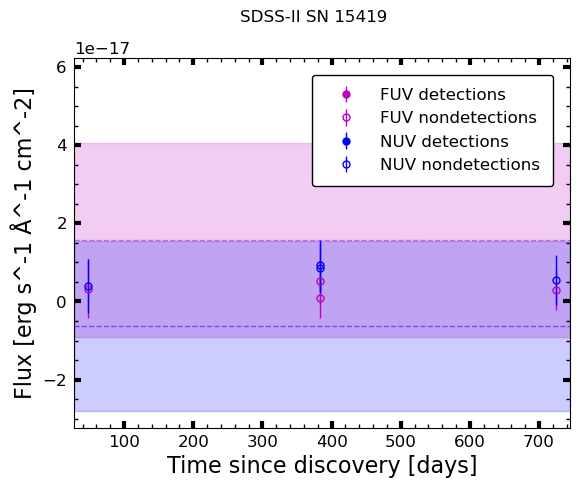 SDSS-II SN 15419
1e−17
6
4
2
0
−2
Flux [erg s^-1 Å^-1 cm^-2]
FUV detections
FUV nondetections
NUV detections
NUV nondetections
100 200 300 400 500 600 700
Time since discovery [days]